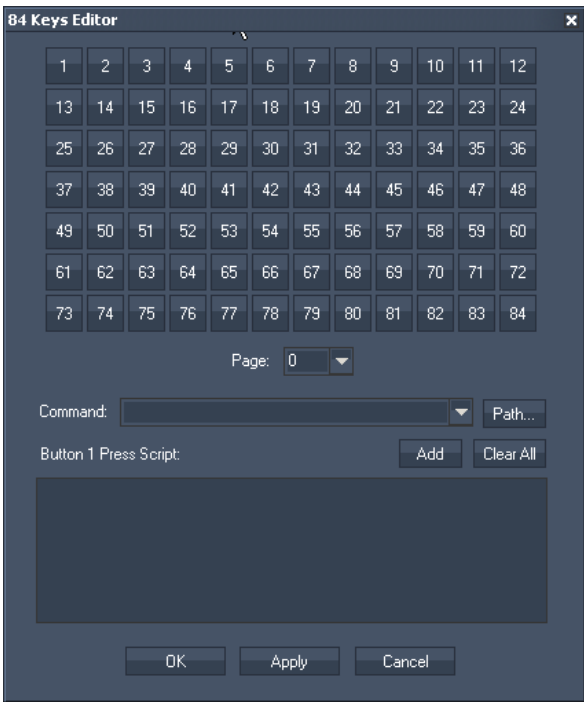 84 Keys Editor x
1 2 3 4 5 6 7 8 9 10 11 12
13 14 15 16 17 18 19 20 21 22 23 24
25 26 27 28 29 30 31 32 33 34 35 36
37 38 39 40 41 42 43 44 45 46 47 48
49 50 51 52 53 54 55 56 57 58 59 60
61 62 63 64 65 66 67 68 69 70 71 72
73 74 75 76 77 78 79 80 81 82 83 84
Page: 0
Command: Path...
Button 1 Press Script: Add Clear All
OK Apply Cancel